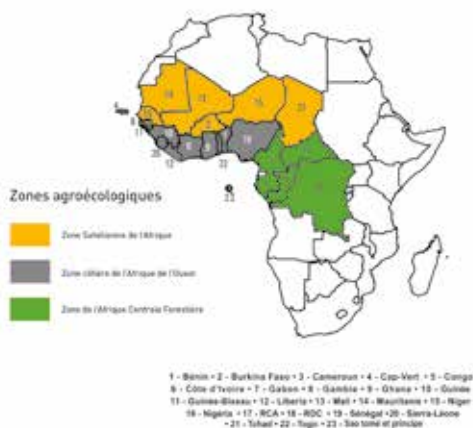 Zones agroécologiques
Zone Sahélienne de l'Afrique
Zone côtière de l'Afrique de l'Ouest
Zone de l'Afrique Centrale Forestière
1 - Bénin • 2 - Burkina Faso • 3 - Cameroun • 4 - Cap-Vert • 5 - Congo
6 - Côte d'Ivoire • 7 - Gabon • 8 - Gambie • 9 - Ghana • 10 - Guinée
11 - Guinée-Bissau • 12 - Liberia • 13 - Mali • 14 - Mauritanie • 15 - Niger
16 - Nigéria • 17 - RCA • 18 - RDC • 19 - Sénégal •20 - Sierra-Léone
• 21 - Tchad • 22 - Togo • 23 - Sao tomé et principe